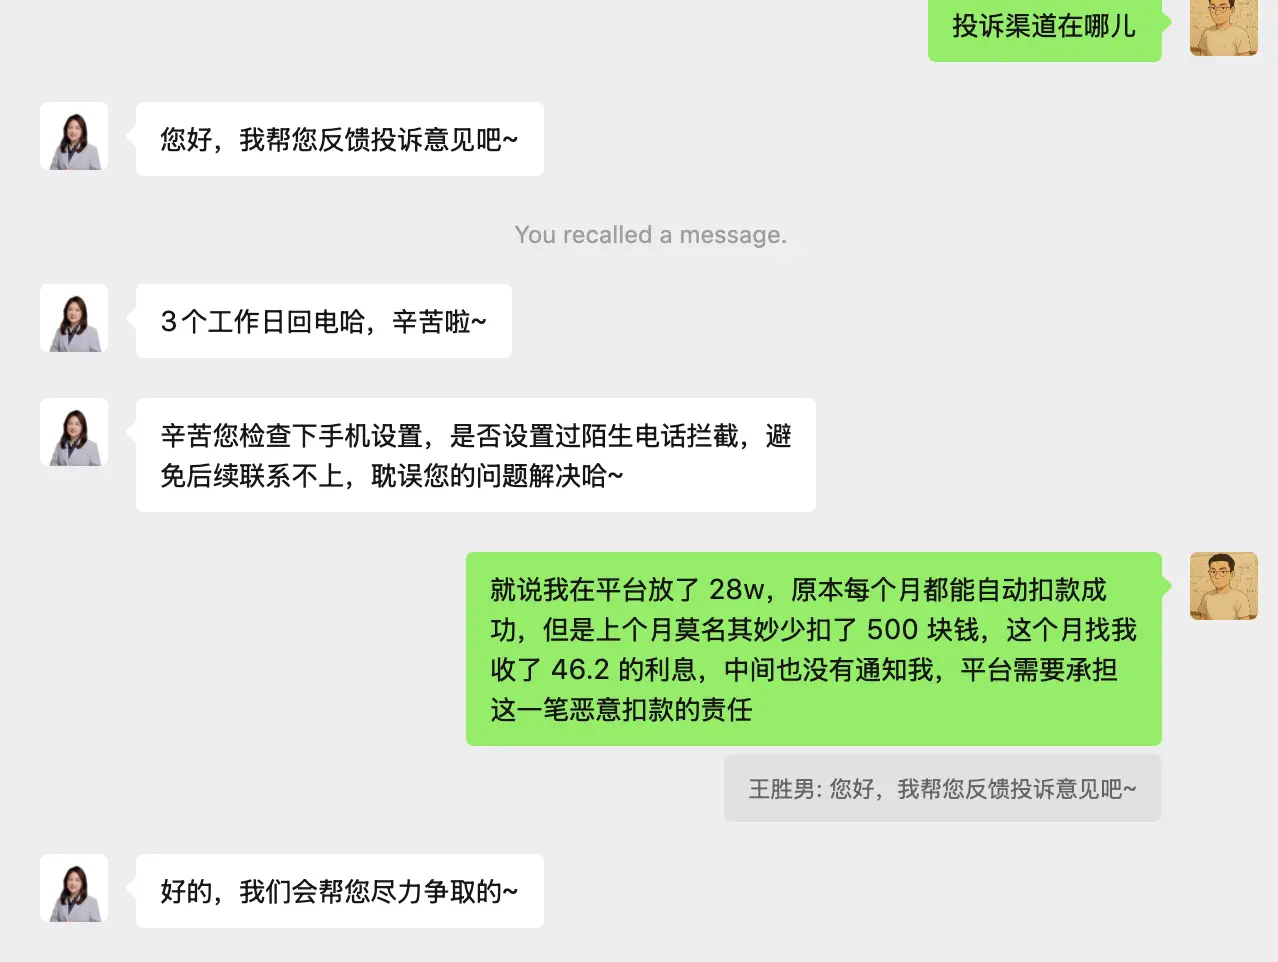 投诉渠道在哪儿
您好，我帮您反馈投诉意见吧~
You recalled a message.
3个工作日回电哈，辛苦啦~
辛苦您检查下手机设置，是否设置过陌生电话拦截，避
免后续联系不上，耽误您的问题解决哈~
就说我在平台放了 28w，原本每个月都能自动扣款成
功，但是上个月莫名其妙少扣了 500 块钱，这个月找我
收了 46.2 的利息，中间也没有通知我，平台需要承担
这一笔恶意扣款的责任
王胜男: 您好，我帮您反馈投诉意见吧~
好的，我们会帮您尽力争取的~